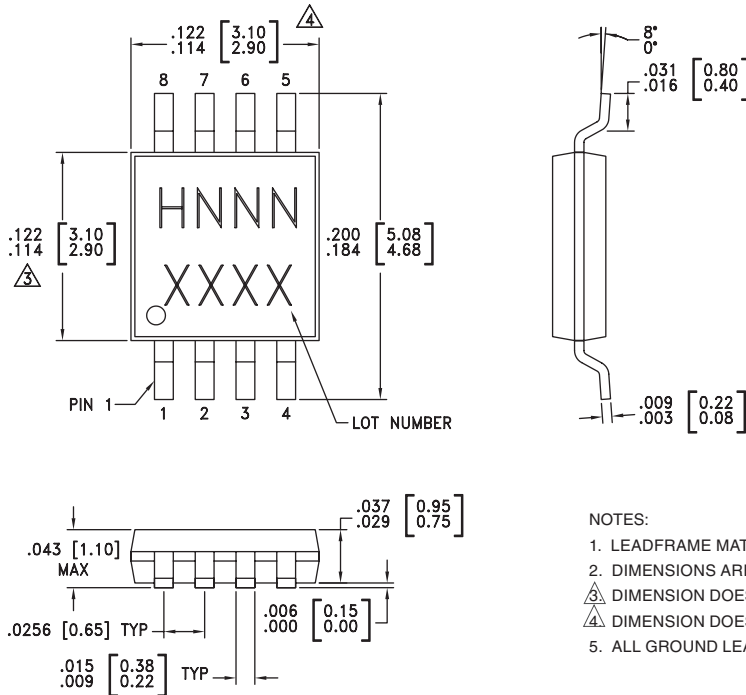 .122 [3.10]
.114 [2.90]
4
8 7 6 5
HNNN
XXXX
.122 [3.10]
.114 [2.90]
3
.200 [5.08]
.184 [4.68]
PIN 1
1 2 3 4
LOT NUMBER
8°
0°
.031 [0.80]
.016 [0.40]
.009 [0.22]
.003 [0.08]
.043 [1.10]
MAX
.037 [0.95]
.029 [0.75]
.0256 [0.65] TYP
.006 [0.15]
.000 [0.00]
.015 [0.38]
.009 [0.22]
TYP
NOTES:
1. LEADFRAME MAT
2. DIMENSIONS ARE
3. DIMENSION DOES
4. DIMENSION DOES
5. ALL GROUND LEA